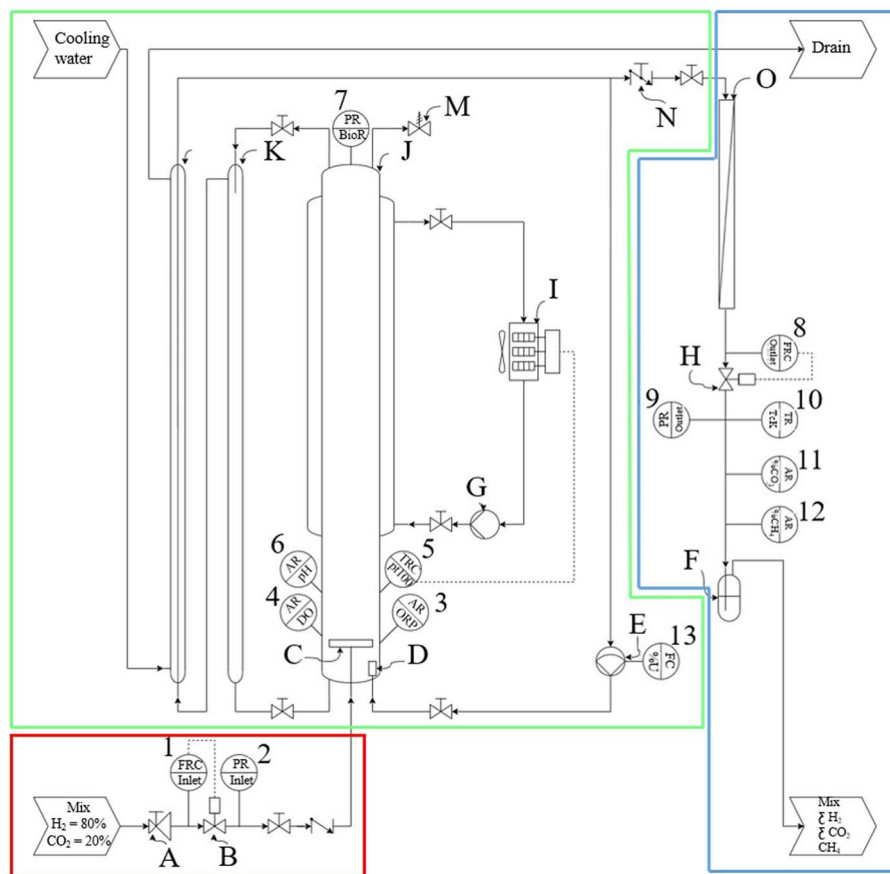 Cooling
water
Drain
O
N
7
PR
BioR
M
K
J
I
8
FRC
Outlet
H
9
PR
Outlet
10
TR
TcK
11
AR
%CO₂
12
AR
%CH₄
G
6
AR
pH
5
TRC
pt100
4
AR
DO
3
AR
ORP
F
C
D
E
13
FC
%U
1
FRC
Inlet
2
PR
Inlet
Mix
H₂ = 80%
CO₂ = 20%
A
B
Mix
ξ H₂
ξ CO₂
CH₄